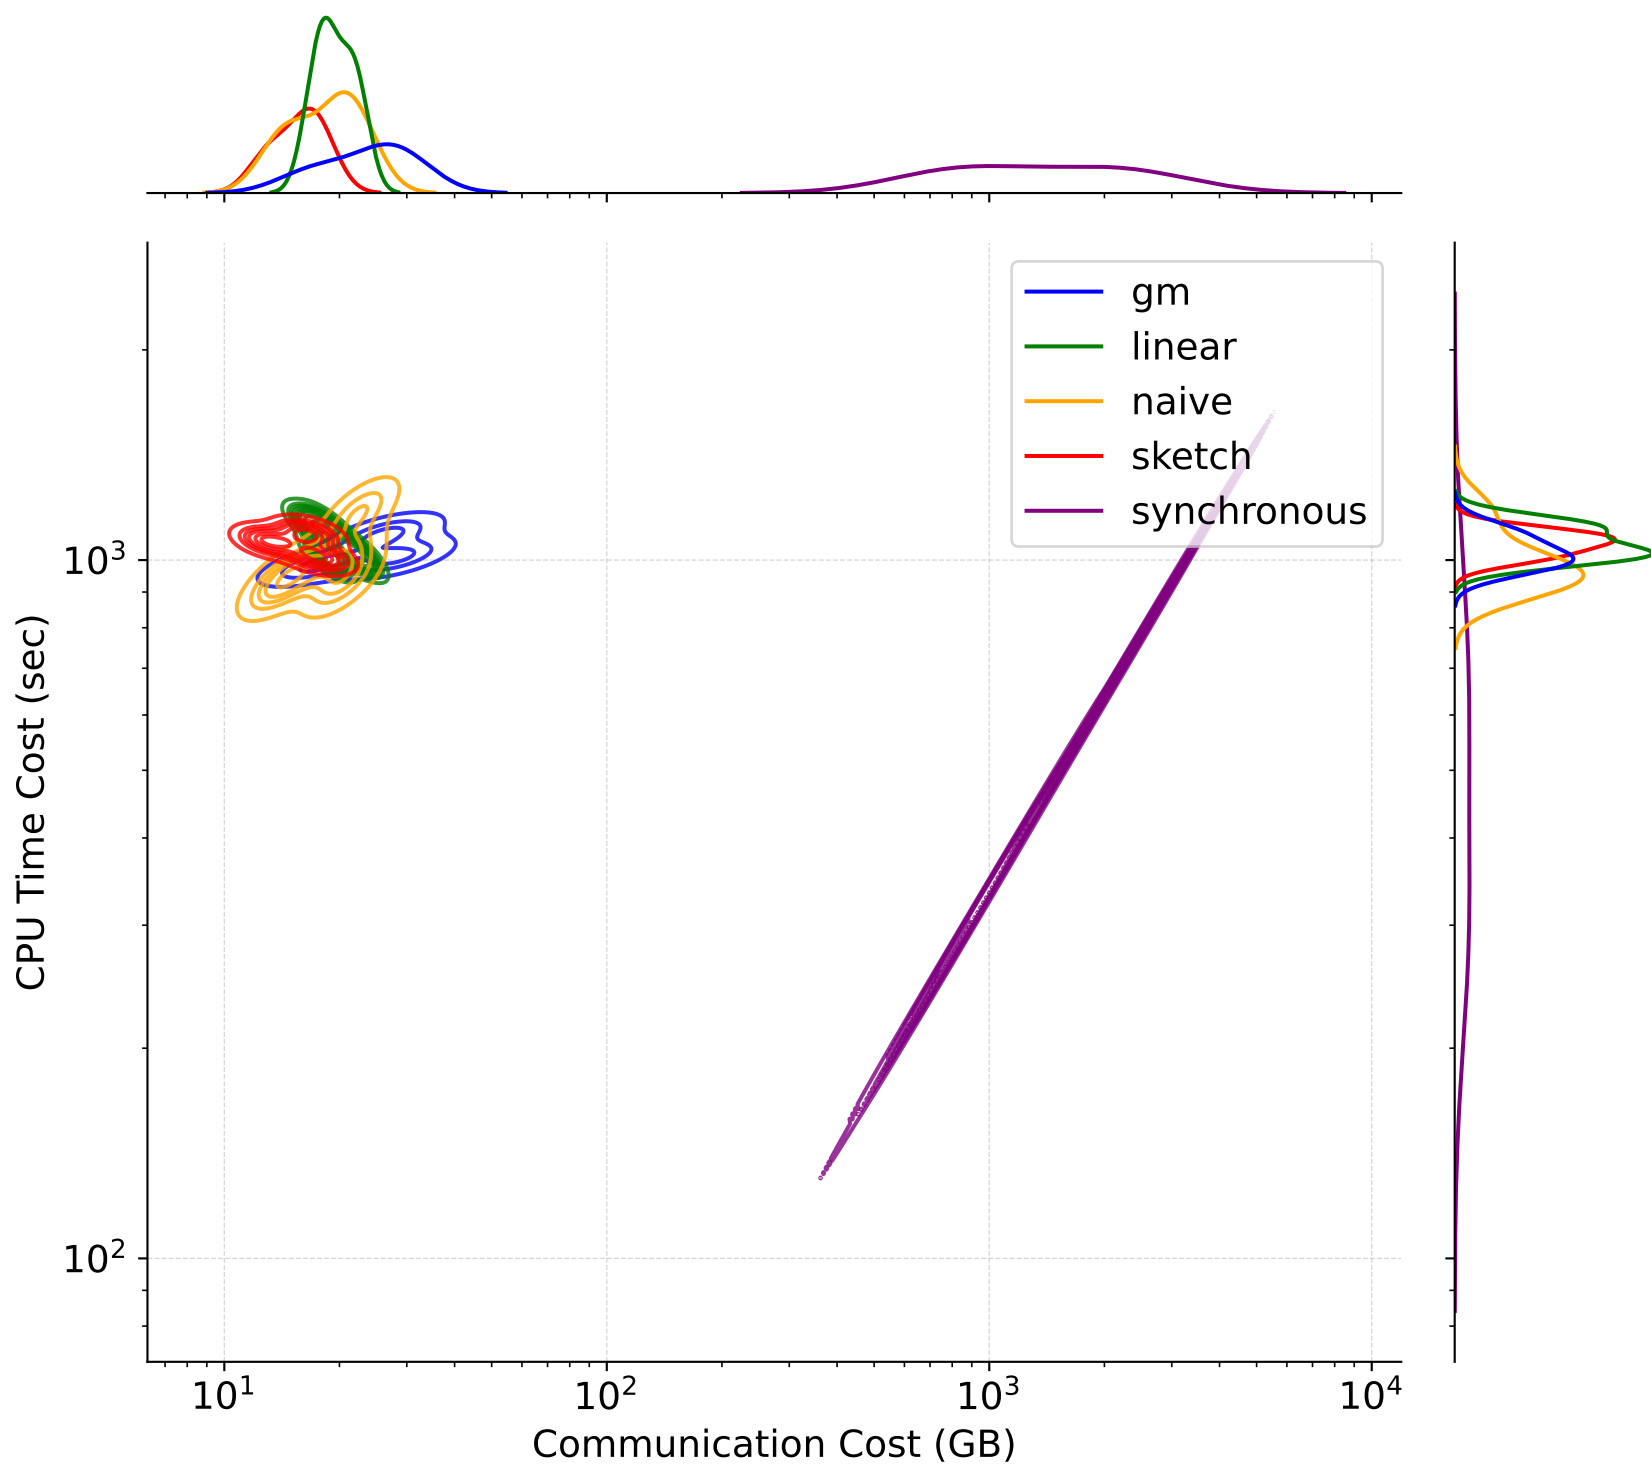 gm
linear
naive
sketch
synchronous
10³
10²
CPU Time Cost (sec)
10¹ 10² 10³ 10⁴
Communication Cost (GB)